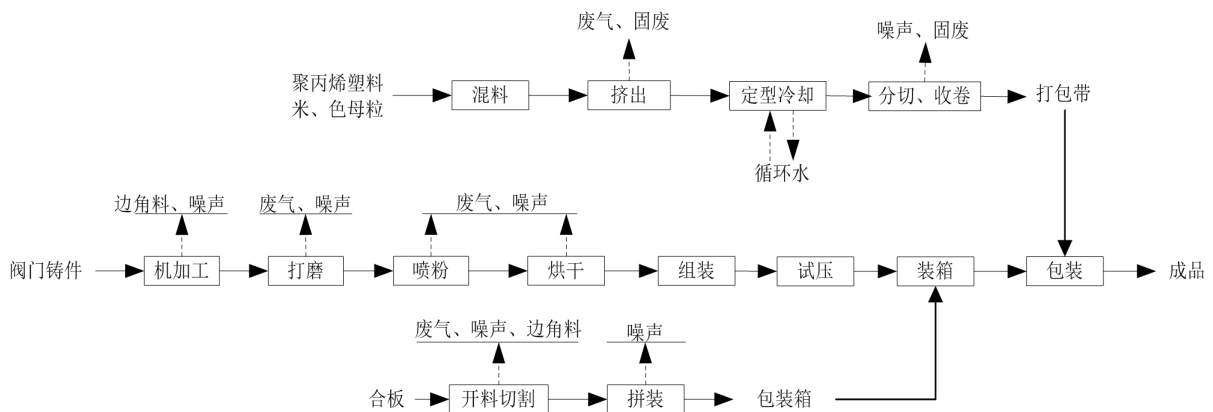 废气、固废
噪声、固废
聚丙烯塑料
米、色母粒
混料
挤出
定型冷却
分切、收卷
打包带
循环水
边角料、噪声
废气、噪声
废气、噪声
阀门铸件
机加工
打磨
喷粉
烘干
组装
试压
装箱
包装
成品
废气、噪声、边角料
噪声
合板
开料切割
拼装
包装箱